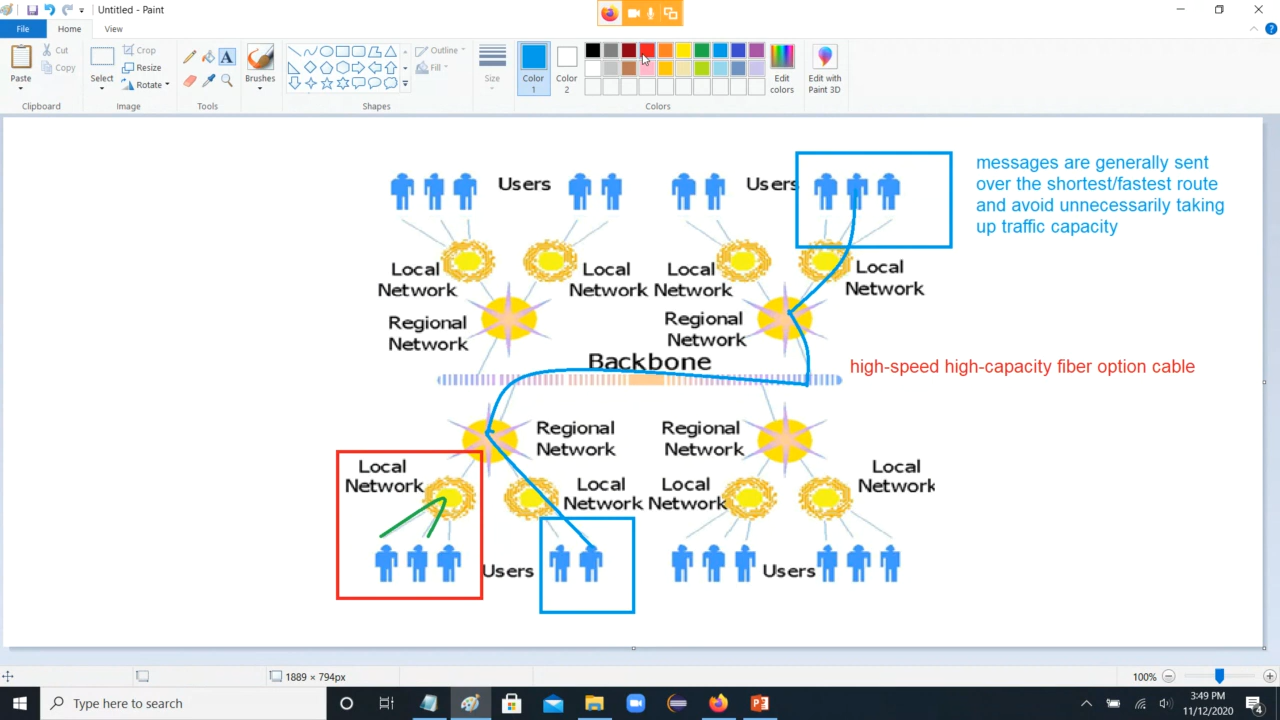 Untitled - Paint
File
Home
View
Paste
Cut
Copy
Clipboard
Select
Crop
Resize
Rotate
Image
A
Tools
Brushes
Shapes
Outline
Fill
Size
Color
1
Color
2
Edit
colors
Edit with
Paint 3D
Colors
messages are generally sent
over the shortest/fastest route
and avoid unnecessarily taking
up traffic capacity
Users
Users
Local
Network
Local
Network
Local
Network
Local
Network
Regional
Network
Regional
Network
Backbone
high-speed high-capacity fiber option cable
Regional
Network
Regional
Network
Local
Network
Local
Network
Local
Network
Local
Network
Users
Users
1889 × 794px
100%
Type here to search
3:49 PM
11/12/2020
4